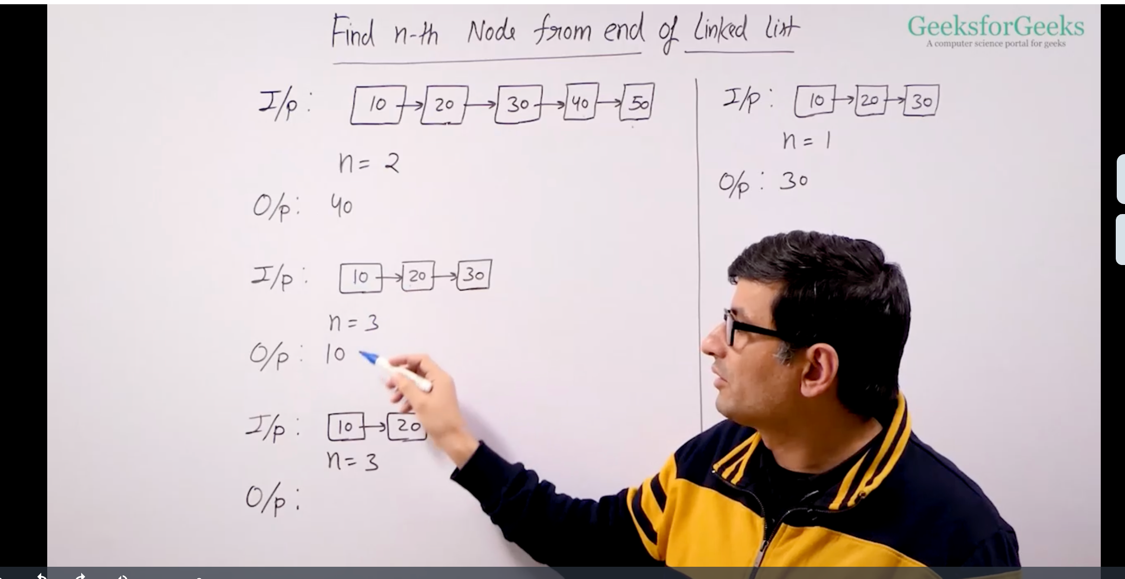 Find n-th Node from end of Linked List
GeeksforGeeks
A computer science portal for geeks
I/p: 10 → 20 → 30 → 40 → 50
n = 2
O/p: 40
I/p: 10 → 20 → 30
n = 3
O/p: 10
I/p: 10 → 20
n = 3
O/p:
I/p: 10 → 20 → 30
n = 1
O/p: 30